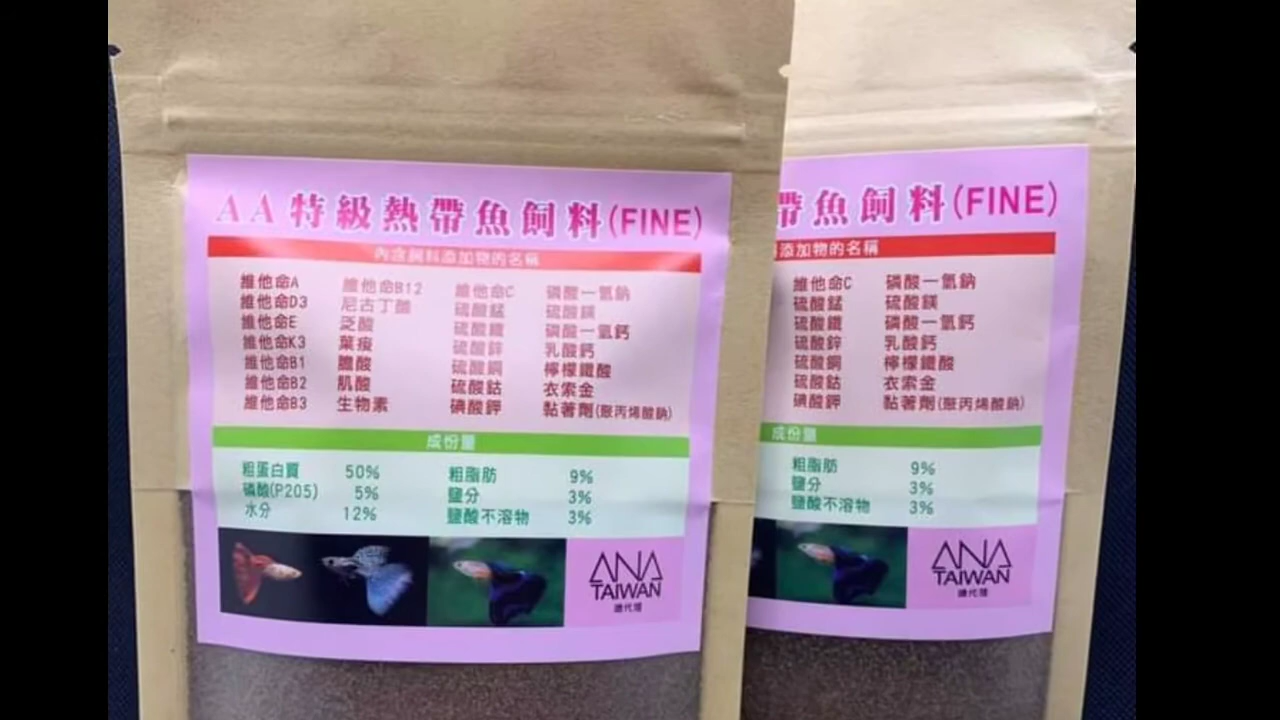 AA特級熱帶魚飼料(FINE)
內含飼料添加物的名稱
維他命A 維他命B12 維他命C 磷酸一氫鈉
維他命D3 尼古丁酸 硫酸錳 硫酸鎂
維他命E 泛酸 硫酸鐵 磷酸一氫鈣
維他命K3 葉痠 硫酸鋅 乳酸鈣
維他命B1 膽酸 硫酸銅 檸檬鐵酸
維他命B2 肌酸 硫酸鈷 衣索金
維他命B3 生物素 碘酸鉀 黏著劑(聚丙烯酸鈉)
成份量
粗蛋白質 50% 粗脂肪 9%
磷酸(P205) 5% 鹽分 3%
水分 12% 鹽酸不溶物 3%
ANA
TAIWAN
總代理
帶魚飼料(FINE)
添加物的名稱
維他命C 磷酸一氫鈉
硫酸錳 硫酸鎂
硫酸鐵 磷酸一氫鈣
硫酸鋅 乳酸鈣
硫酸銅 檸檬鐵酸
硫酸鈷 衣索金
碘酸鉀 黏著劑(聚丙烯酸鈉)
成份量
粗脂肪 9%
鹽分 3%
鹽酸不溶物 3%
ANA
TAIWAN
總代理